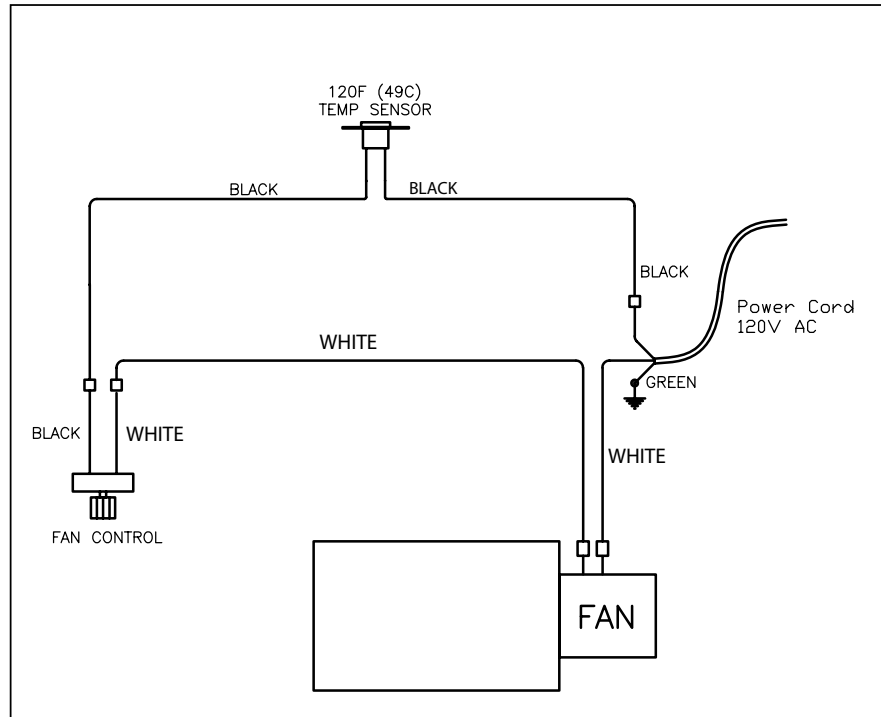 120F (49C)
TEMP SENSOR
BLACK
BLACK
BLACK
Power Cord
120V AC
WHITE
GREEN
BLACK
WHITE
WHITE
FAN CONTROL
FAN